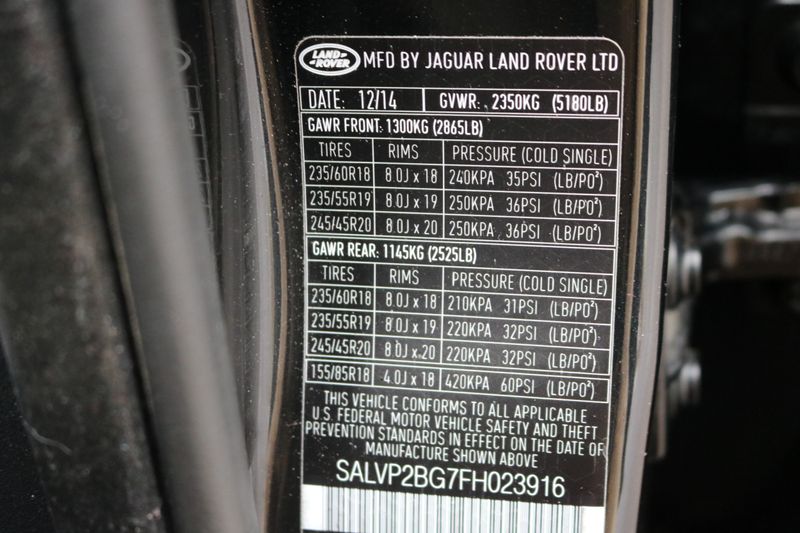 LAND ROVER MFD BY JAGUAR LAND ROVER LTD
DATE: 12/14 GVWR: 2350KG (5180LB)
GAWR FRONT: 1300KG (2865LB)
TIRES RIMS PRESSURE (COLD SINGLE)
235/60R18 8.0J x 18 240KPA 35PSI (LB/PO²)
235/55R19 8.0J x 19 250KPA 36PSI (LB/PO²)
245/45R20 8.0J x 20 250KPA 36PSI (LB/PO²)
GAWR REAR: 1145KG (2525LB)
TIRES RIMS PRESSURE (COLD SINGLE)
235/60R18 8.0J x 18 210KPA 31PSI (LB/PO²)
235/55R19 8.0J x 19 220KPA 32PSI (LB/PO²)
245/45R20 8.0J x 20 220KPA 32PSI (LB/PO²)
155/85R18 4.0J x 18 420KPA 60PSI (LB/PO²)
THIS VEHICLE CONFORMS TO ALL APPLICABLE
U.S. FEDERAL MOTOR VEHICLE SAFETY AND THEFT
PREVENTION STANDARDS IN EFFECT ON THE DATE OF
MANUFACTURE SHOWN ABOVE
SALVP2BG7FH023916